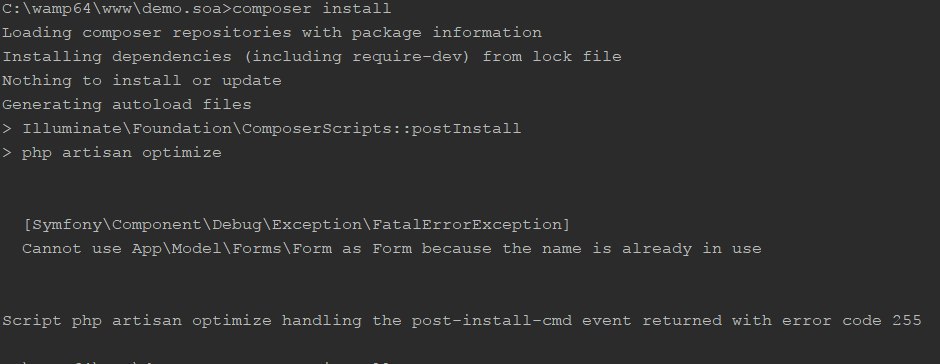 C:\wamp64\www\demo.soa>composer install
Loading composer repositories with package information
Installing dependencies (including require-dev) from lock file
Nothing to install or update
Generating autoload files
> Illuminate\Foundation\ComposerScripts::postInstall
> php artisan optimize
[Symfony\Component\Debug\Exception\FatalErrorException]
Cannot use App\Model\Forms\Form as Form because the name is already in use
Script php artisan optimize handling the post-install-cmd event returned with error code 255